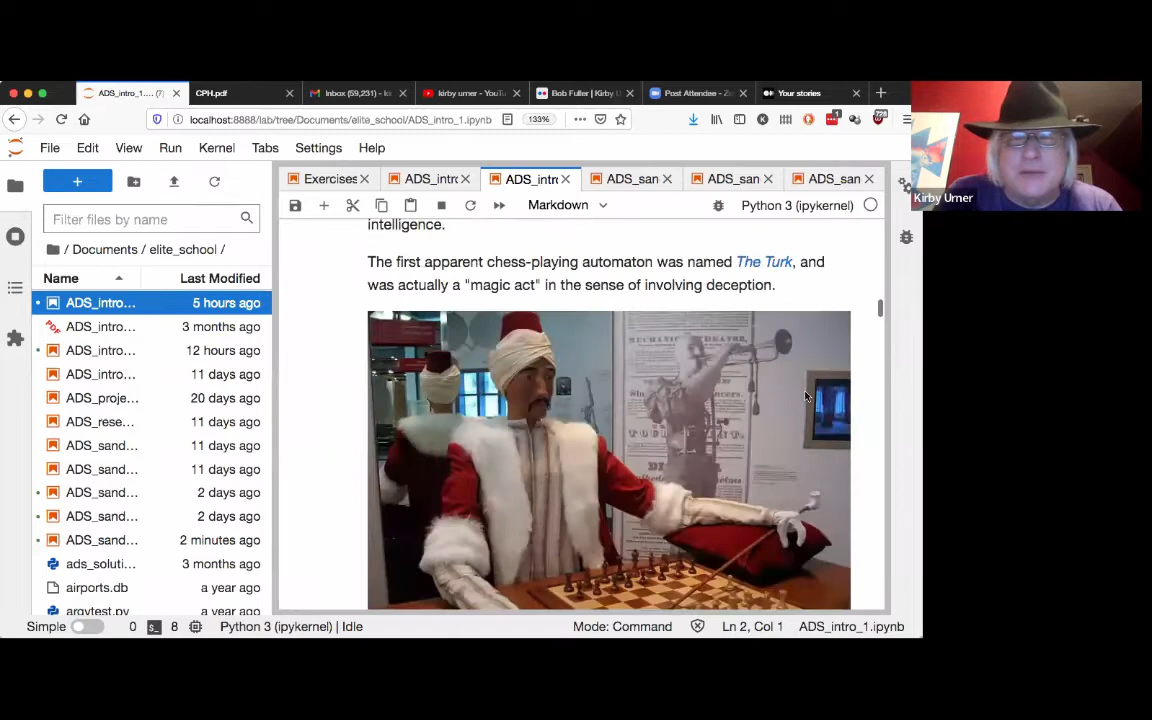 ADS_intro_1.... (7)
CPH.pdf
Inbox (59,231) - ki
kirby urner - YouTu
Bob Fuller | Kirby U
Post Attendee - Zo
Your stories
localhost:8888/lab/tree/Documents/elite_school/ADS_intro_1.ipynb
133%
File Edit View Run Kernel Tabs Settings Help
Kirby Urner
Exercises
ADS_intro
ADS_intro
ADS_san
ADS_san
ADS_san
Filter files by name
Markdown
Python 3 (ipykernel)
/ Documents / elite_school /
Name Last Modified
ADS_intro... 5 hours ago
ADS_intro... 3 months ago
ADS_intro... 12 hours ago
ADS_intro... 11 days ago
ADS_proje... 20 days ago
ADS_rese... 11 days ago
ADS_sand... 11 days ago
ADS_sand... 11 days ago
ADS_sand... 2 days ago
ADS_sand... 2 days ago
ADS_sand... 2 minutes ago
ads_soluti... 3 months ago
airports.db a year ago
argvtest.py a year ago
intelligence.
The first apparent chess-playing automaton was named The Turk, and
was actually a "magic act" in the sense of involving deception.
Simple 0 8 Python 3 (ipykernel) | Idle Mode: Command Ln 2, Col 1 ADS_intro_1.ipynb